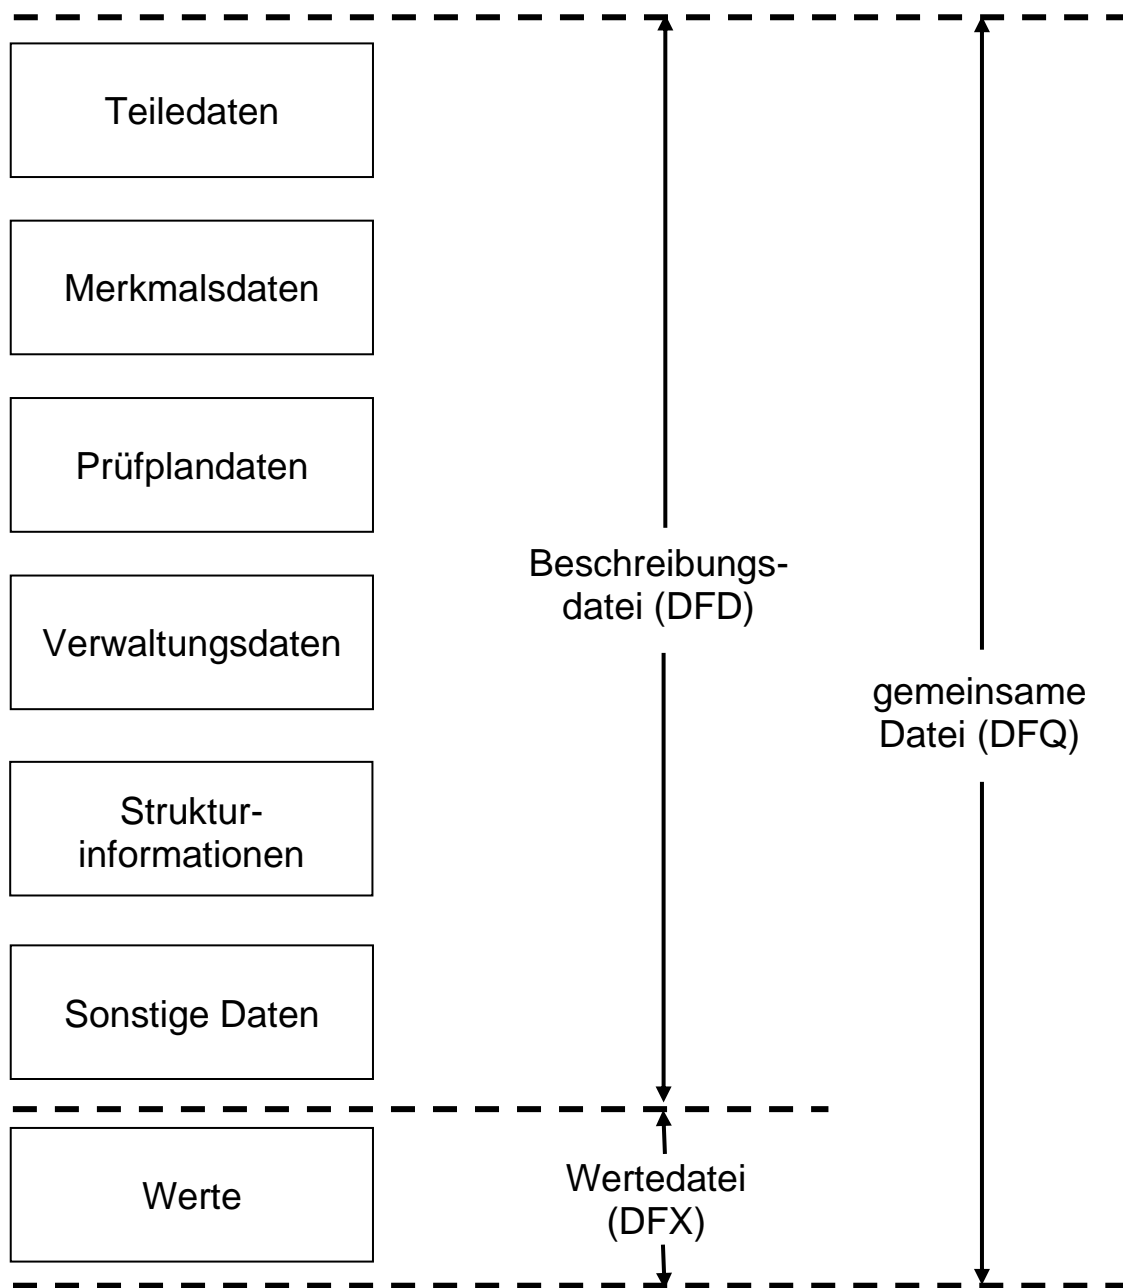 Teiledaten
Merkmalsdaten
Prüfplandaten
Verwaltungsdaten
Struktur-
informationen
Sonstige Daten
Werte
Beschreibungs-
datei (DFD)
Wertedatei
(DFX)
gemeinsame
Datei (DFQ)